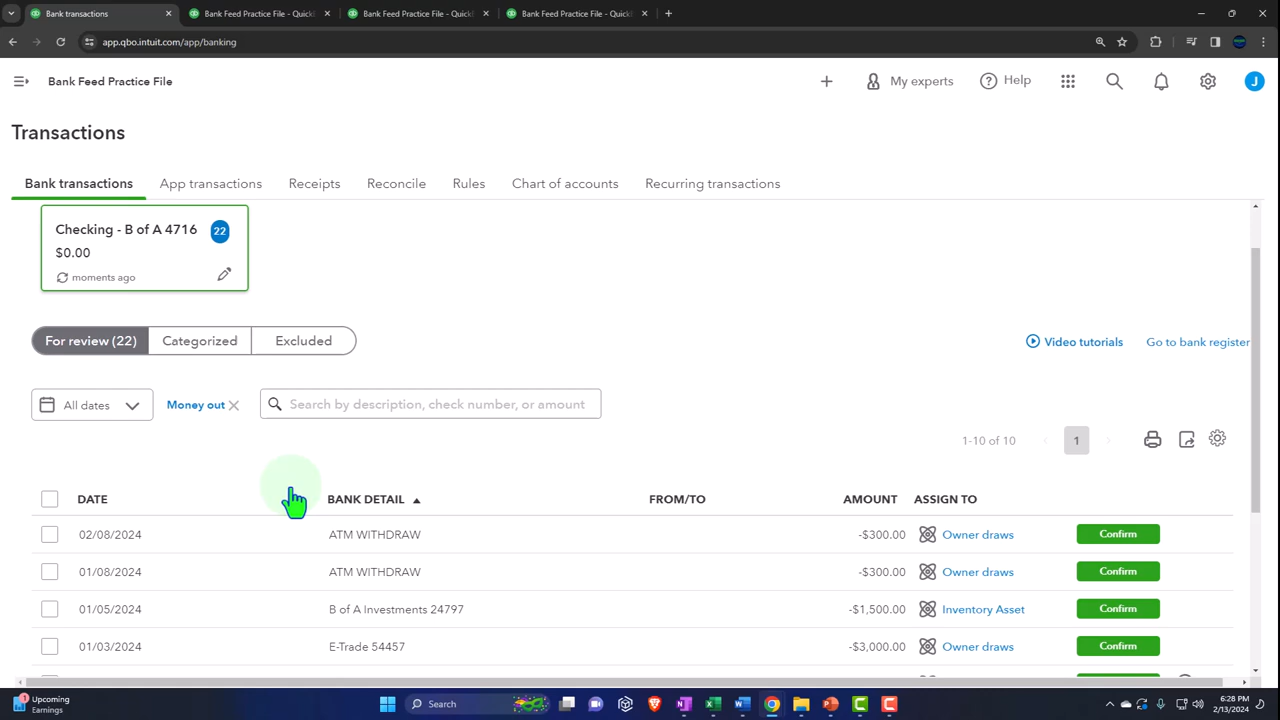 Bank transactions
Bank Feed Practice File - Quick
Bank Feed Practice File - Quick
Bank Feed Practice File - Quick
app.qbo.intuit.com/app/banking
Bank Feed Practice File
My experts
Help
J
Transactions
Bank transactions
App transactions
Receipts
Reconcile
Rules
Chart of accounts
Recurring transactions
Checking - B of A 4716
22
$0.00
moments ago
For review (22)
Categorized
Excluded
Video tutorials
Go to bank register
All dates
Money out
Search by description, check number, or amount
1-10 of 10
1
DATE BANK DETAIL FROM/TO AMOUNT ASSIGN TO
02/08/2024 ATM WITHDRAW -$300.00 Owner draws Confirm
01/08/2024 ATM WITHDRAW -$300.00 Owner draws Confirm
01/05/2024 B of A Investments 24797 -$1,500.00 Inventory Asset Confirm
01/03/2024 E-Trade 54457 -$3,000.00 Owner draws Confirm
1
Upcoming
Earnings
Search
6:28 PM
2/13/2024